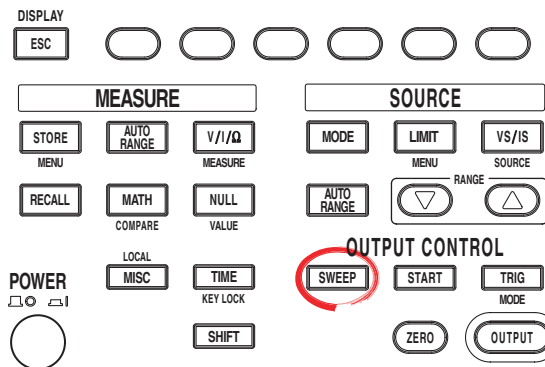 DISPLAY
ESC
MEASURE
SOURCE
STORE
AUTO
RANGE
V/I/Ω
MODE
LIMIT
VS/IS
MENU
MEASURE
MENU
SOURCE
RECALL
MATH
NULL
AUTO
RANGE
RANGE
COMPARE
VALUE
OUTPUT CONTROL
LOCAL
POWER
MISC
TIME
SWEEP
START
TRIG
KEY LOCK
MODE
SHIFT
ZERO
OUTPUT